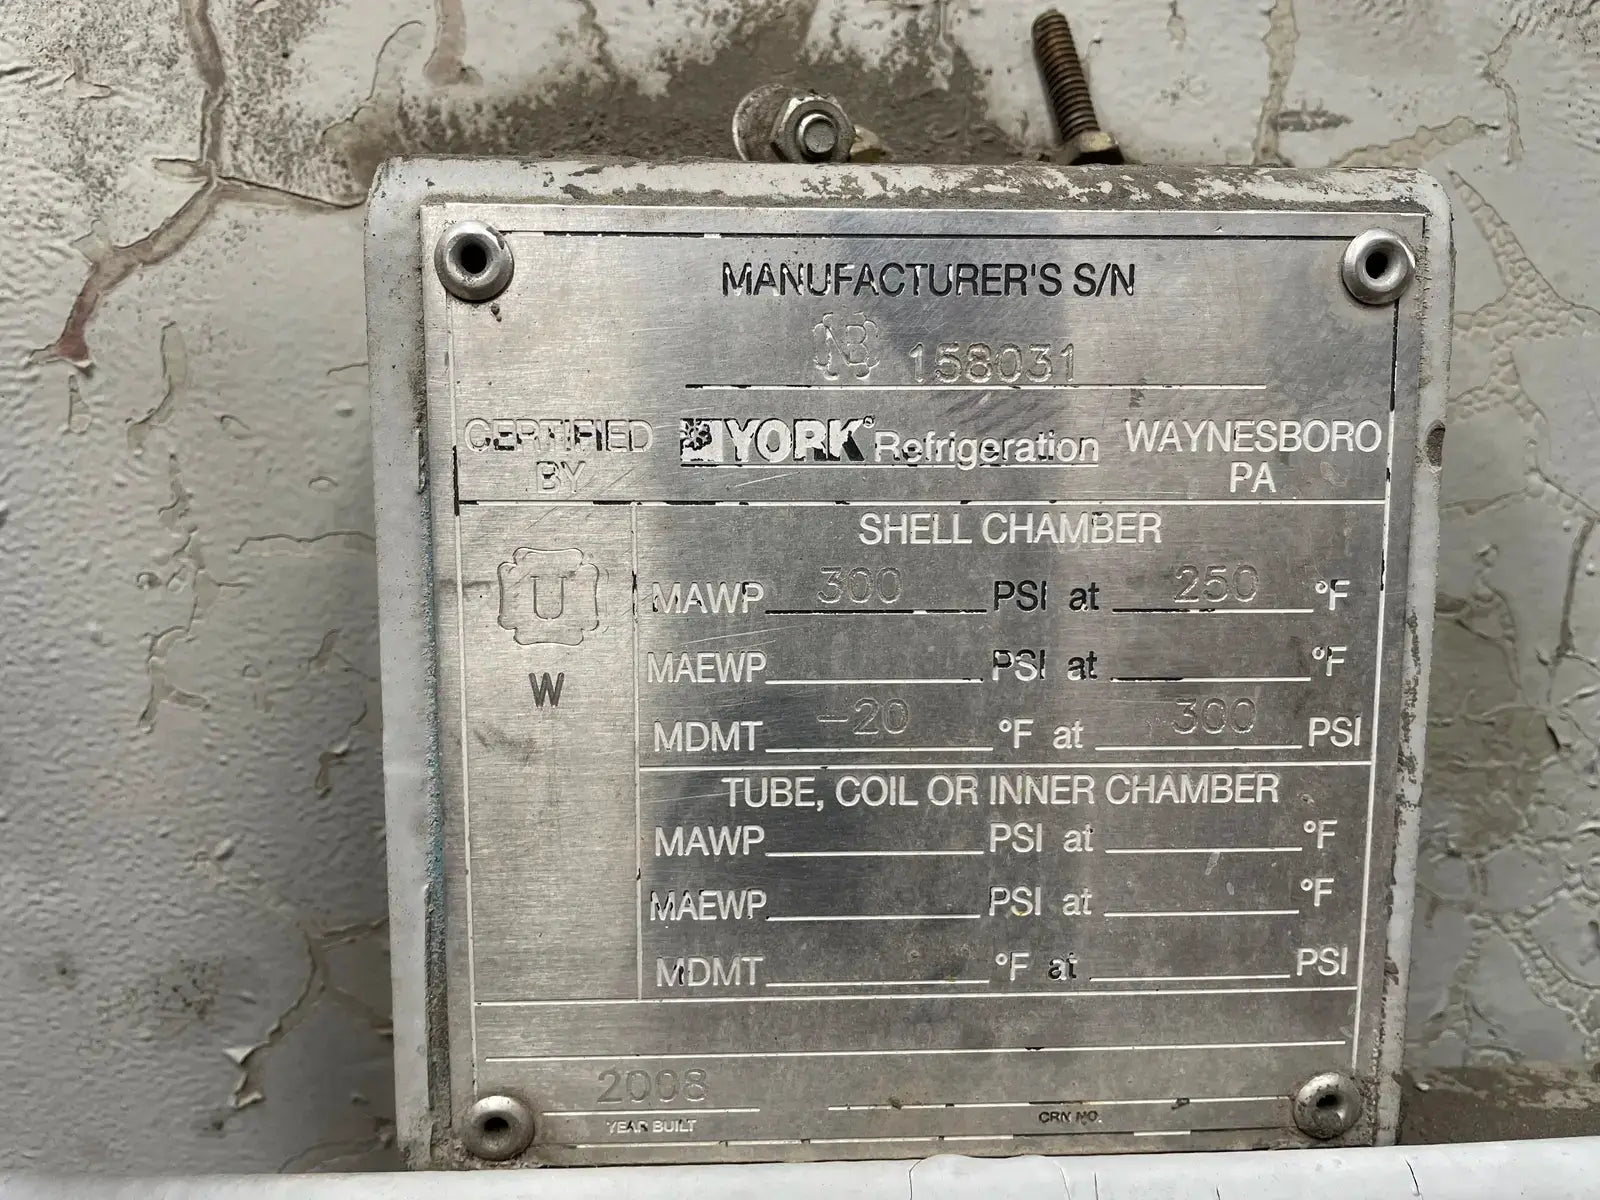 MANUFACTURER'S S/N
NB 158031
CERTIFIED BY YORK® Refrigeration WAYNESBORO PA
SHELL CHAMBER
U
W
MAWP 300 PSI at 250 °F
MAEWP PSI at °F
MDMT -20 °F at 300 PSI
TUBE, COIL OR INNER CHAMBER
MAWP PSI at °F
MAEWP PSI at °F
MDMT °F at PSI
2008
YEAR BUILT CRN NO.